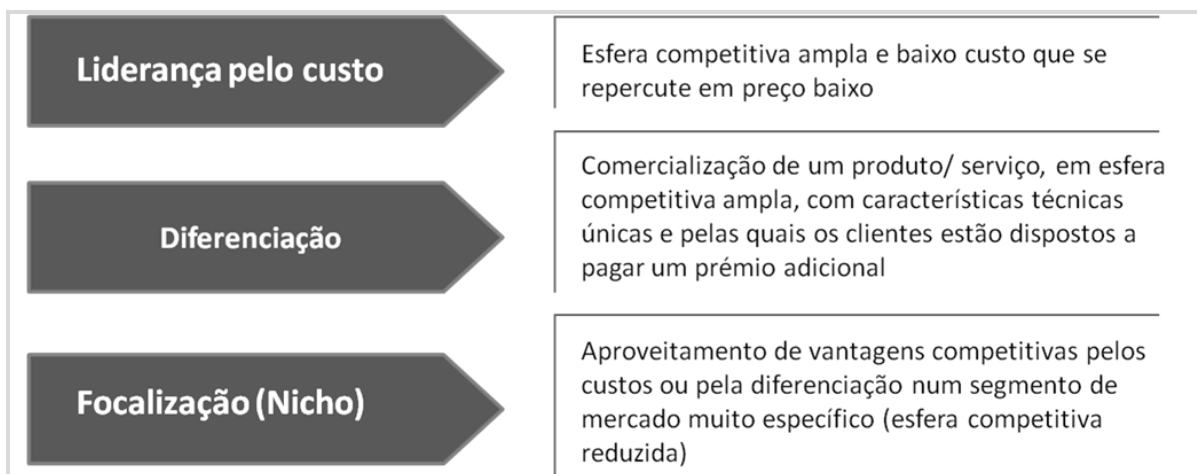 Liderança pelo custo
Esfera competitiva ampla e baixo custo que se
repercute em preço baixo
Diferenciação
Comercialização de um produto/ serviço, em esfera
competitiva ampla, com características técnicas
únicas e pelas quais os clientes estão dispostos a
pagar um prémio adicional
Focalização (Nicho)
Aproveitamento de vantagens competitivas pelos
custos ou pela diferenciação num segmento de
mercado muito específico (esfera competitiva
reduzida)